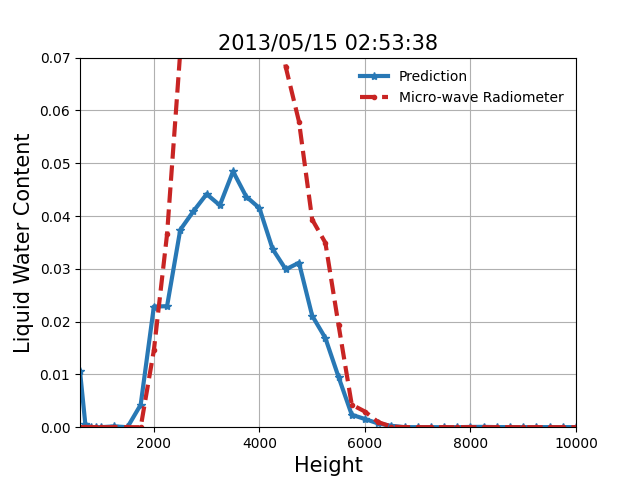 2013/05/15 02:53:38
0.07
0.06
0.05
0.04
0.03
0.02
0.01
0.00
Liquid Water Content
Prediction
Micro-wave Radiometer
2000 4000 6000 8000 10000
Height